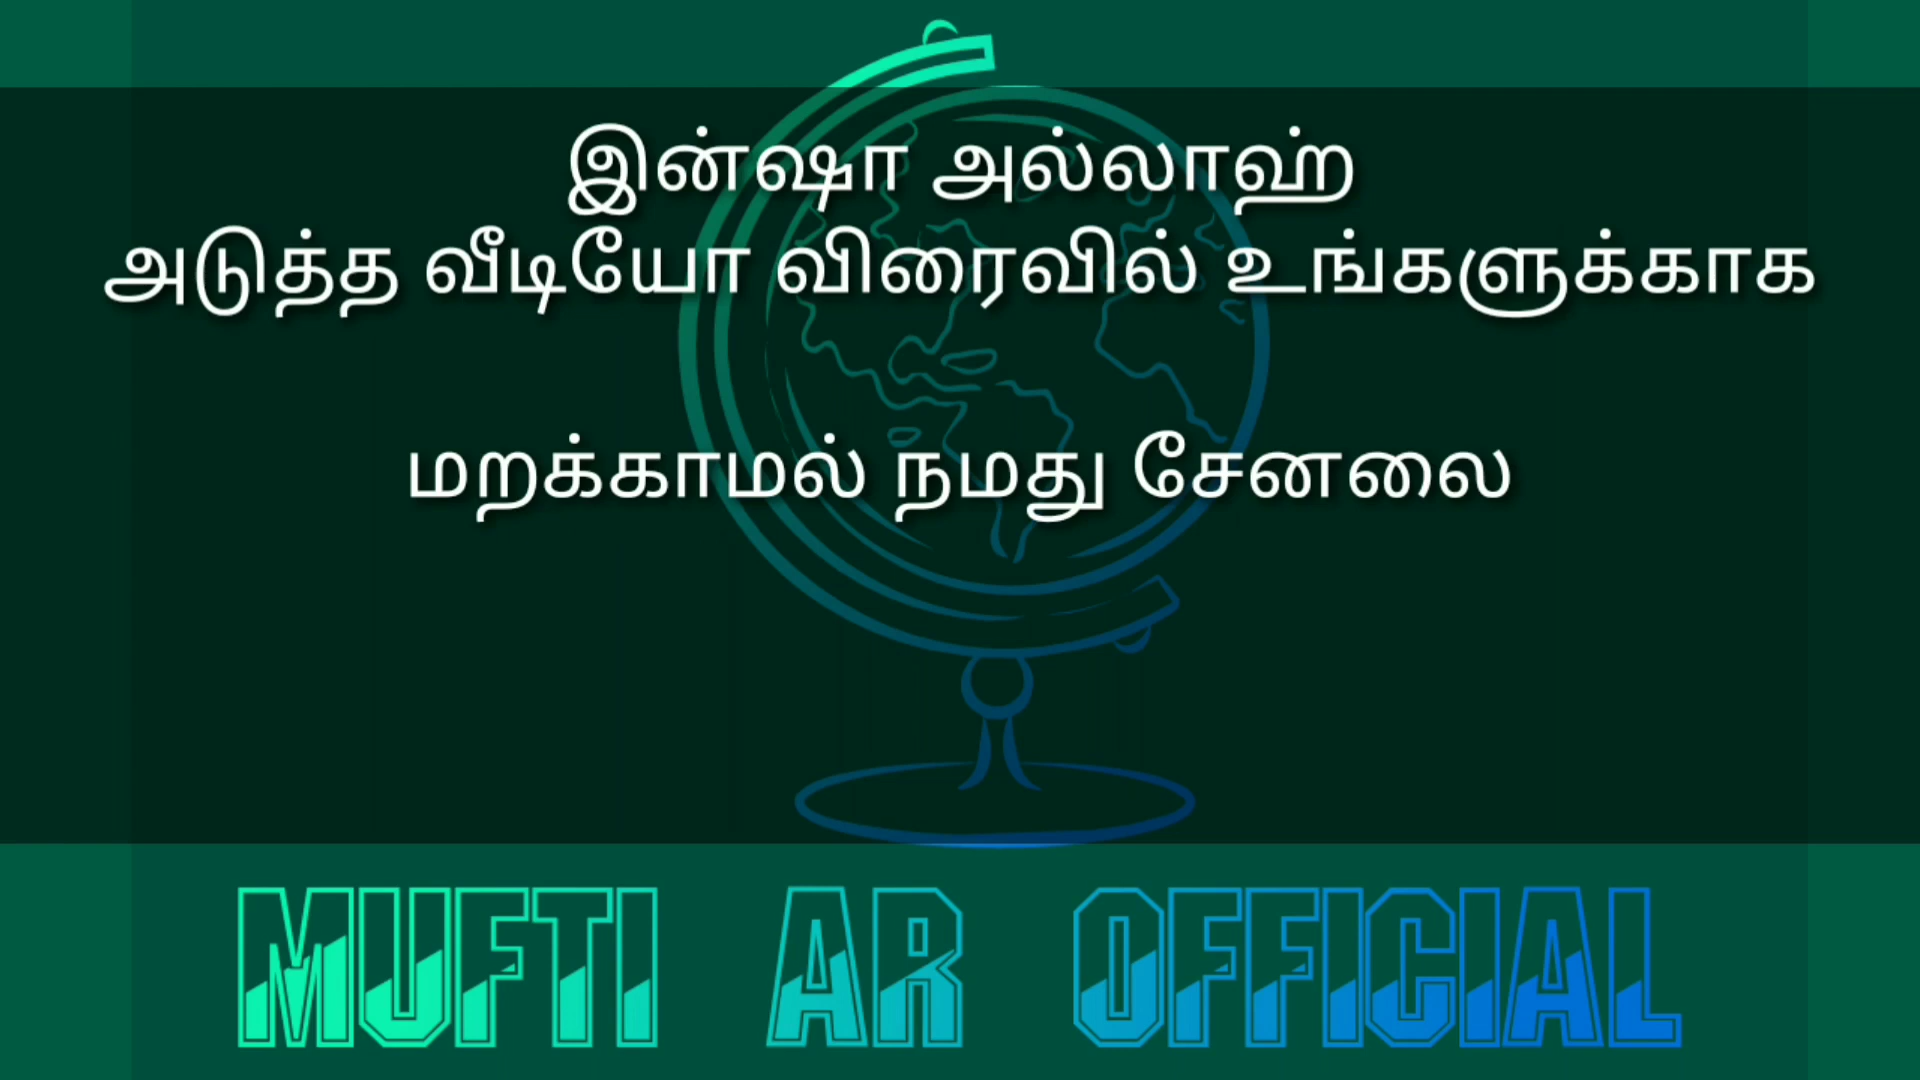 இன்ஷா அல்லாஹ்
அடுத்த வீடியோ விரைவில் உங்களுக்காக
மறக்காமல் நமது சேனலை
MUFTI AR OFFICIAL